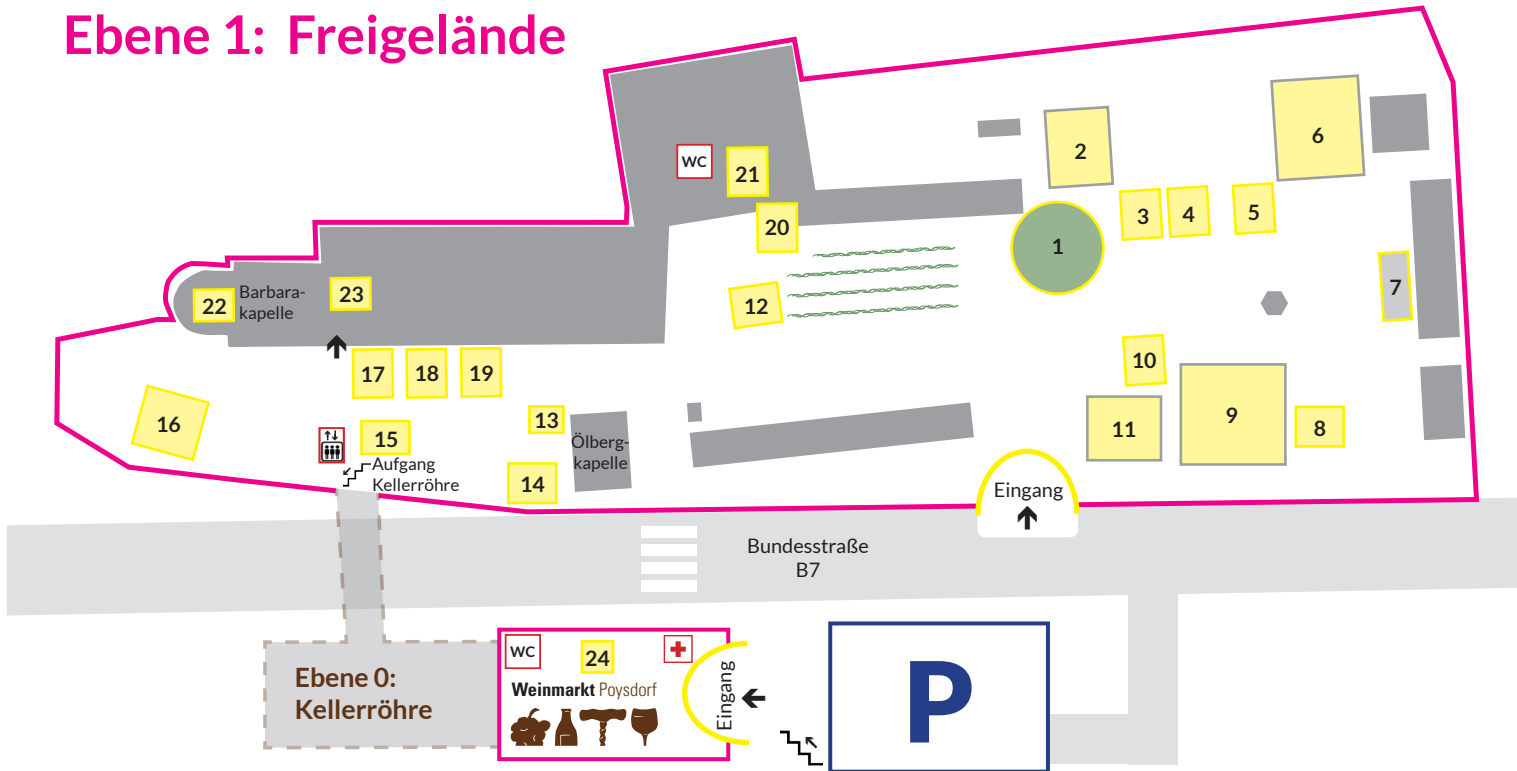 Ebene 1: Freigelände
WC
21
20
2
6
3
4
5
1
7
22
Barbara-
kapelle
23
12
17
18
19
10
16
13
11
9
8
15
Ölberg-
kapelle
Aufgang
Kellerröhre
14
Eingang
Bundesstraße
B7
WC
24
Weinmarkt Poysdorf
Eingang
Ebene 0:
Kellerröhre
P